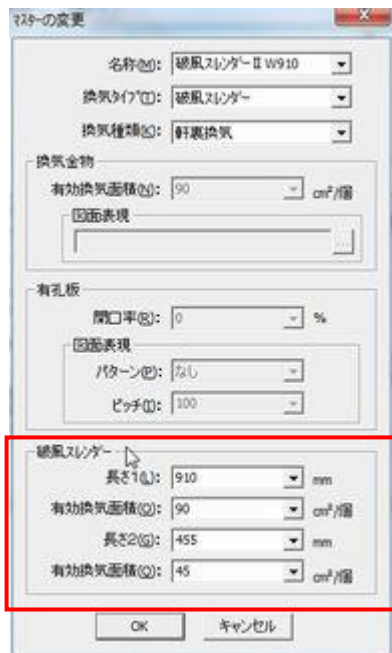 マスターの変更
名称(M): 破風スレンダーⅡ W910
換気タイプ(T): 破風スレンダー
換気種類(K): 軒裏換気
換気金物
有効換気面積(N): 90 cm²/個
図面表現
...
有孔板
開口率(R): 0 %
図面表現
パターン(P): なし
ピッチ(I): 100
破風スレンダー
長さ1(L): 910 mm
有効換気面積(O): 90 cm²/個
長さ2(G): 455 mm
有効換気面積(Q): 45 cm²/個
OK キャンセル